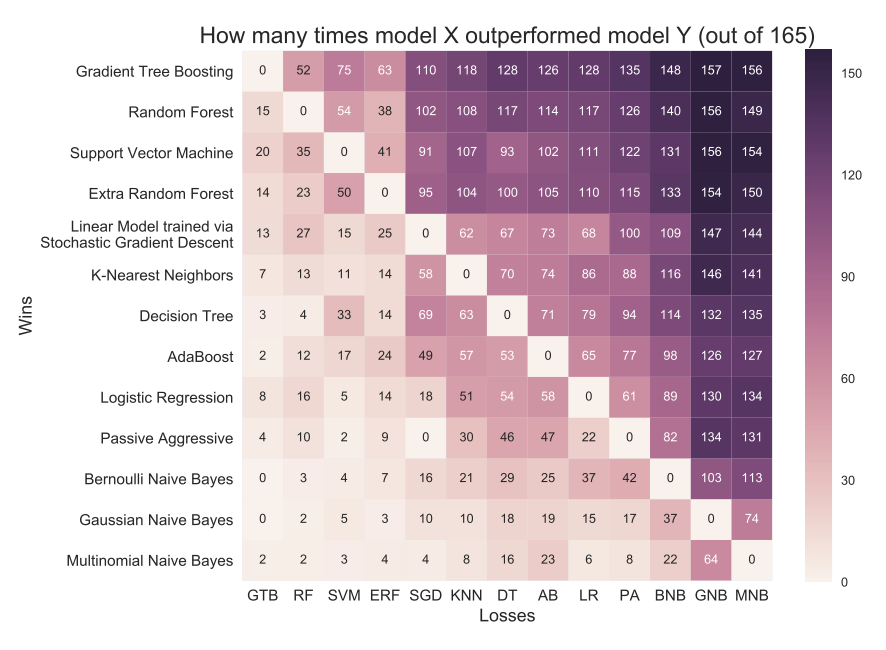 How many times model X outperformed model Y (out of 165)
Gradient Tree Boosting 0 52 75 63 110 118 128 126 128 135 148 157 156
Random Forest 15 0 54 38 102 108 117 114 117 126 140 156 149
Support Vector Machine 20 35 0 41 91 107 93 102 111 122 131 156 154
Extra Random Forest 14 23 50 0 95 104 100 105 110 115 133 154 150
Linear Model trained via
Stochastic Gradient Descent 13 27 15 25 0 62 67 73 68 100 109 147 144
K-Nearest Neighbors 7 13 11 14 58 0 70 74 86 88 116 146 141
Decision Tree 3 4 33 14 69 63 0 71 79 94 114 132 135
AdaBoost 2 12 17 24 49 57 53 0 65 77 98 126 127
Logistic Regression 8 16 5 14 18 51 54 58 0 61 89 130 134
Passive Aggressive 4 10 2 9 0 30 46 47 22 0 82 134 131
Bernoulli Naive Bayes 0 3 4 7 16 21 29 25 37 42 0 103 113
Gaussian Naive Bayes 0 2 5 3 10 10 18 19 15 17 37 0 74
Multinomial Naive Bayes 2 2 3 4 4 8 16 23 6 8 22 64 0
GTB RF SVM ERF SGD KNN DT AB LR PA BNB GNB MNB
Losses
Wins
150
120
90
60
30
0